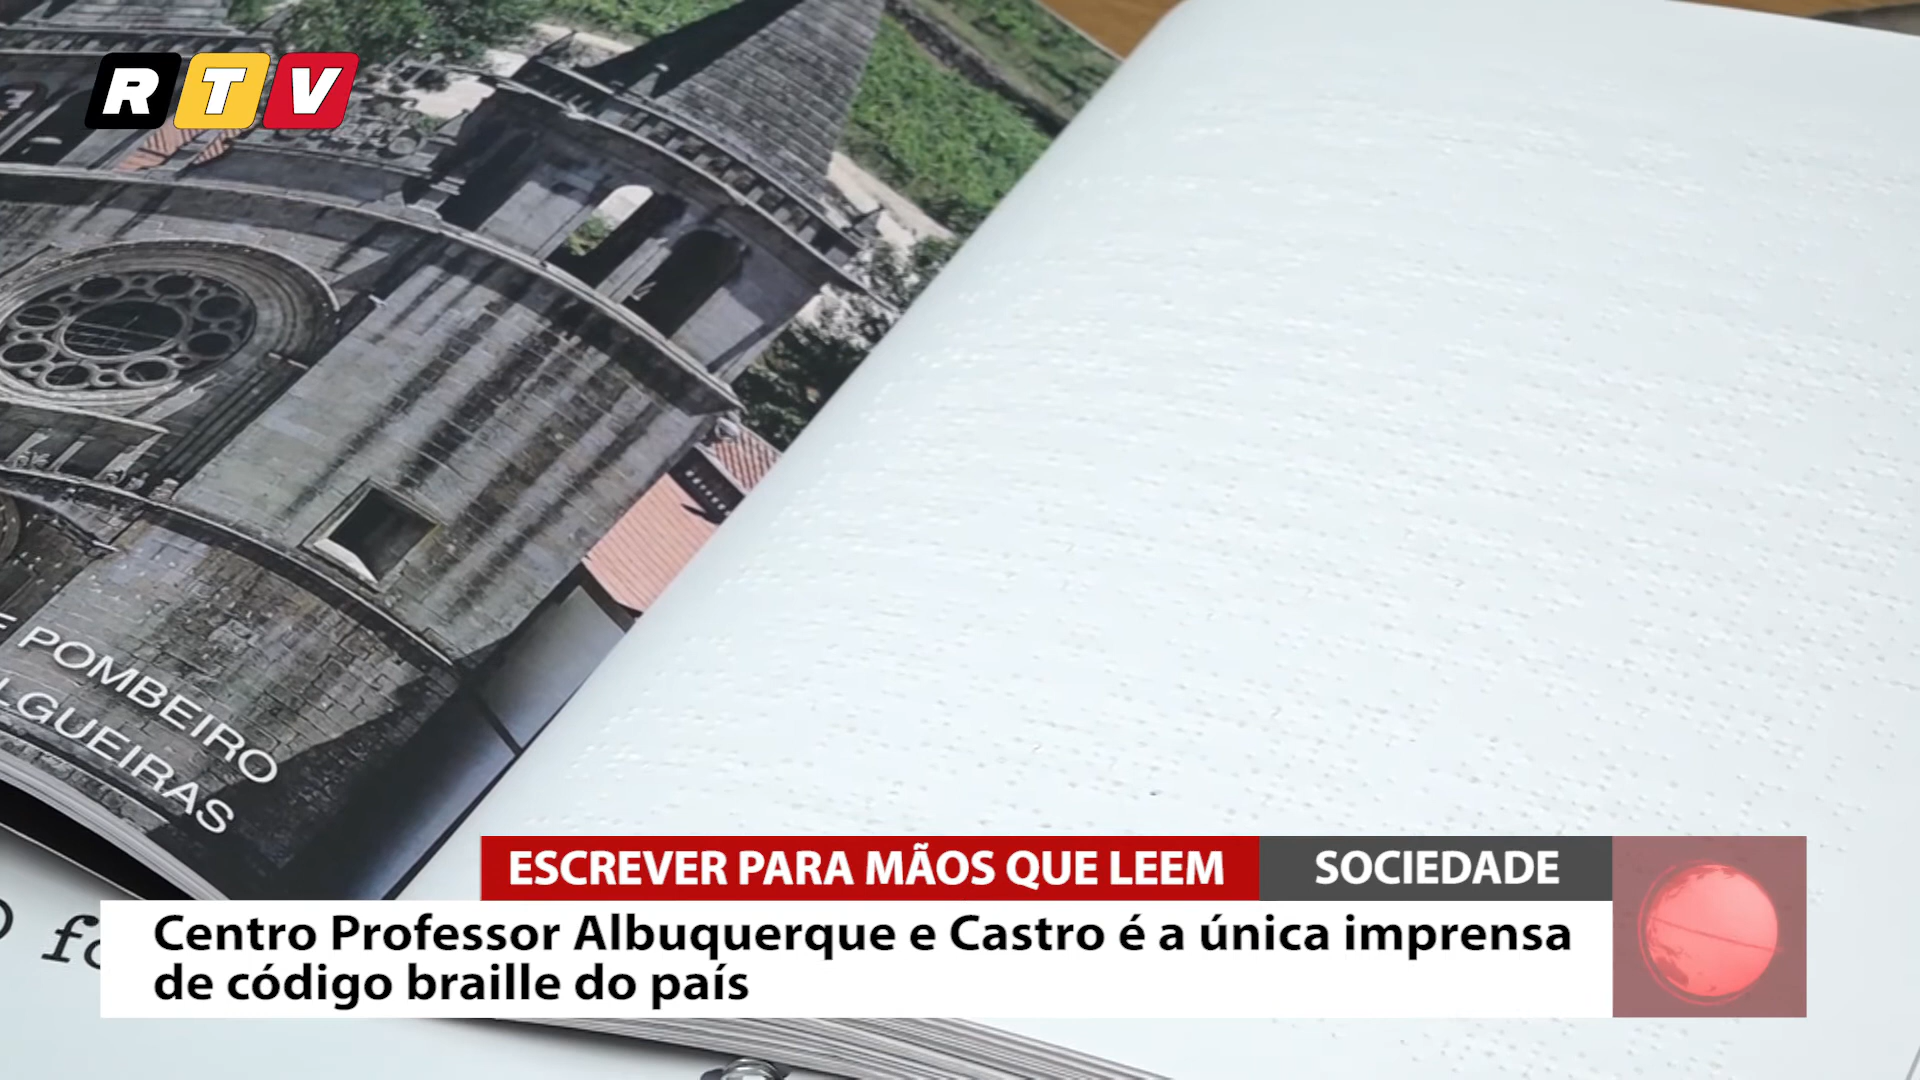 RTV
POMBEIRO
LGUEIRAS
ESCREVER PARA MÃOS QUE LEEM
SOCIEDADE
Centro Professor Albuquerque e Castro é a única imprensa
de código braille do país